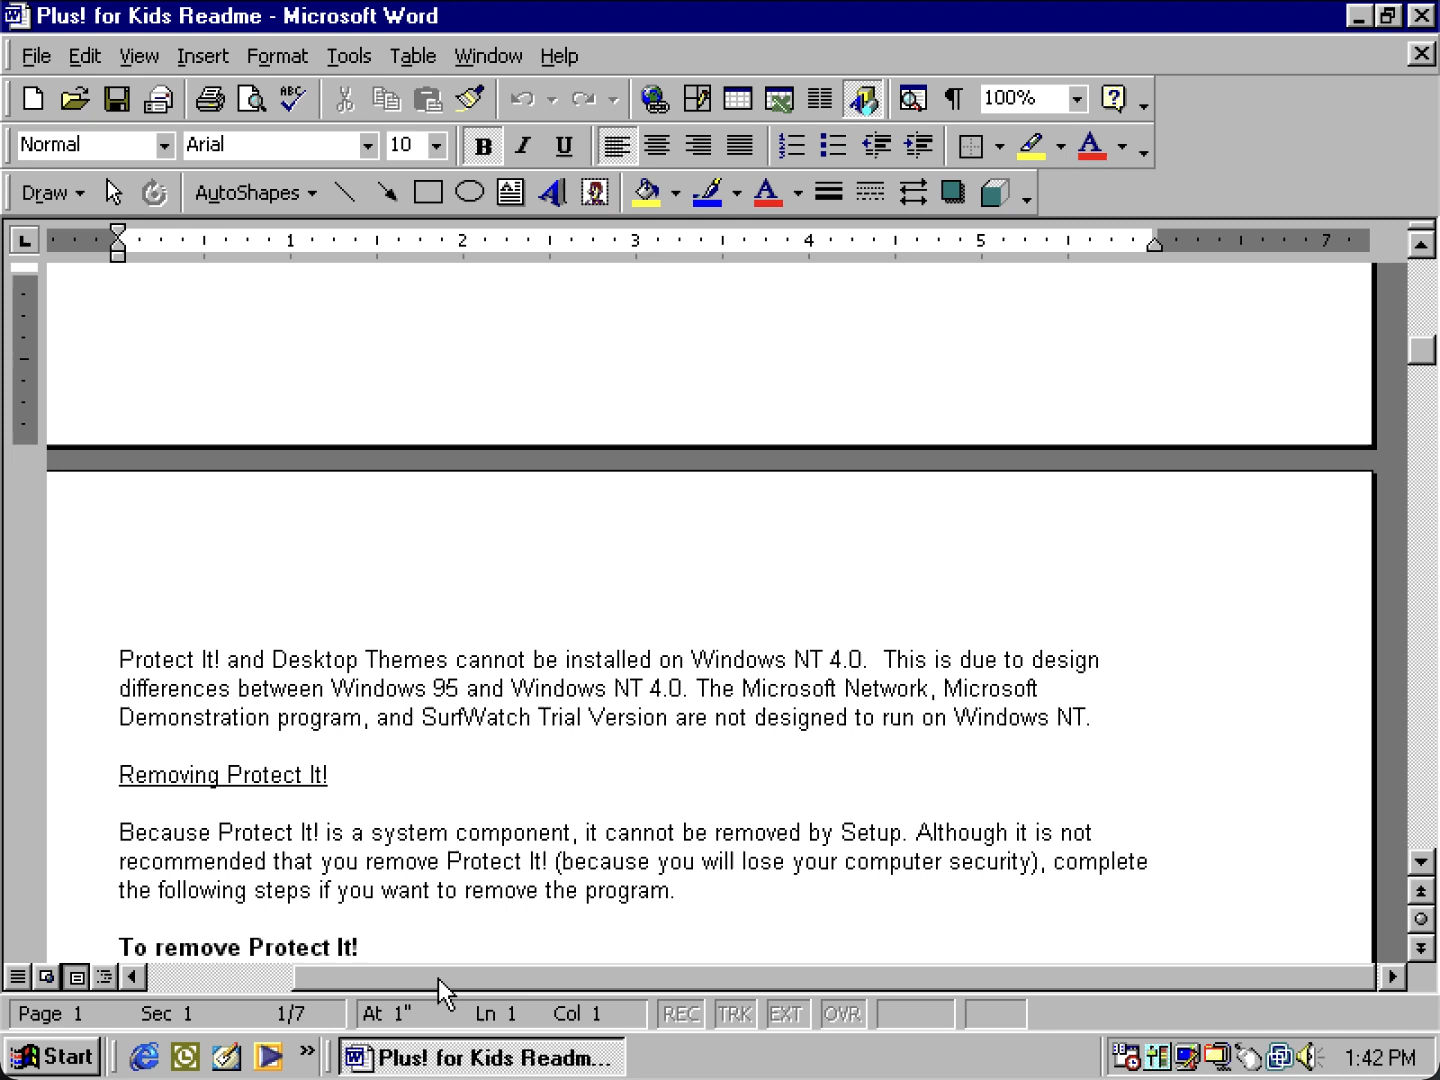 Plus! for Kids Readme - Microsoft Word
File Edit View Insert Format Tools Table Window Help
ABC 100% ?
Normal Arial 10 B I U A
Draw AutoShapes A A
L 1 2 3 4 5 7
Protect It! and Desktop Themes cannot be installed on Windows NT 4.0.  This is due to design
differences between Windows 95 and Windows NT 4.0. The Microsoft Network, Microsoft
Demonstration program, and SurfWatch Trial Version are not designed to run on Windows NT.
Removing Protect It!
Because Protect It! is a system component, it cannot be removed by Setup. Although it is not
recommended that you remove Protect It! (because you will lose your computer security), complete
the following steps if you want to remove the program.
To remove Protect It!
Page 1 Sec 1 1/7 At 1" Ln 1 Col 1 REC TRK EXT OVR
Start » Plus! for Kids Readm... 1:42 PM